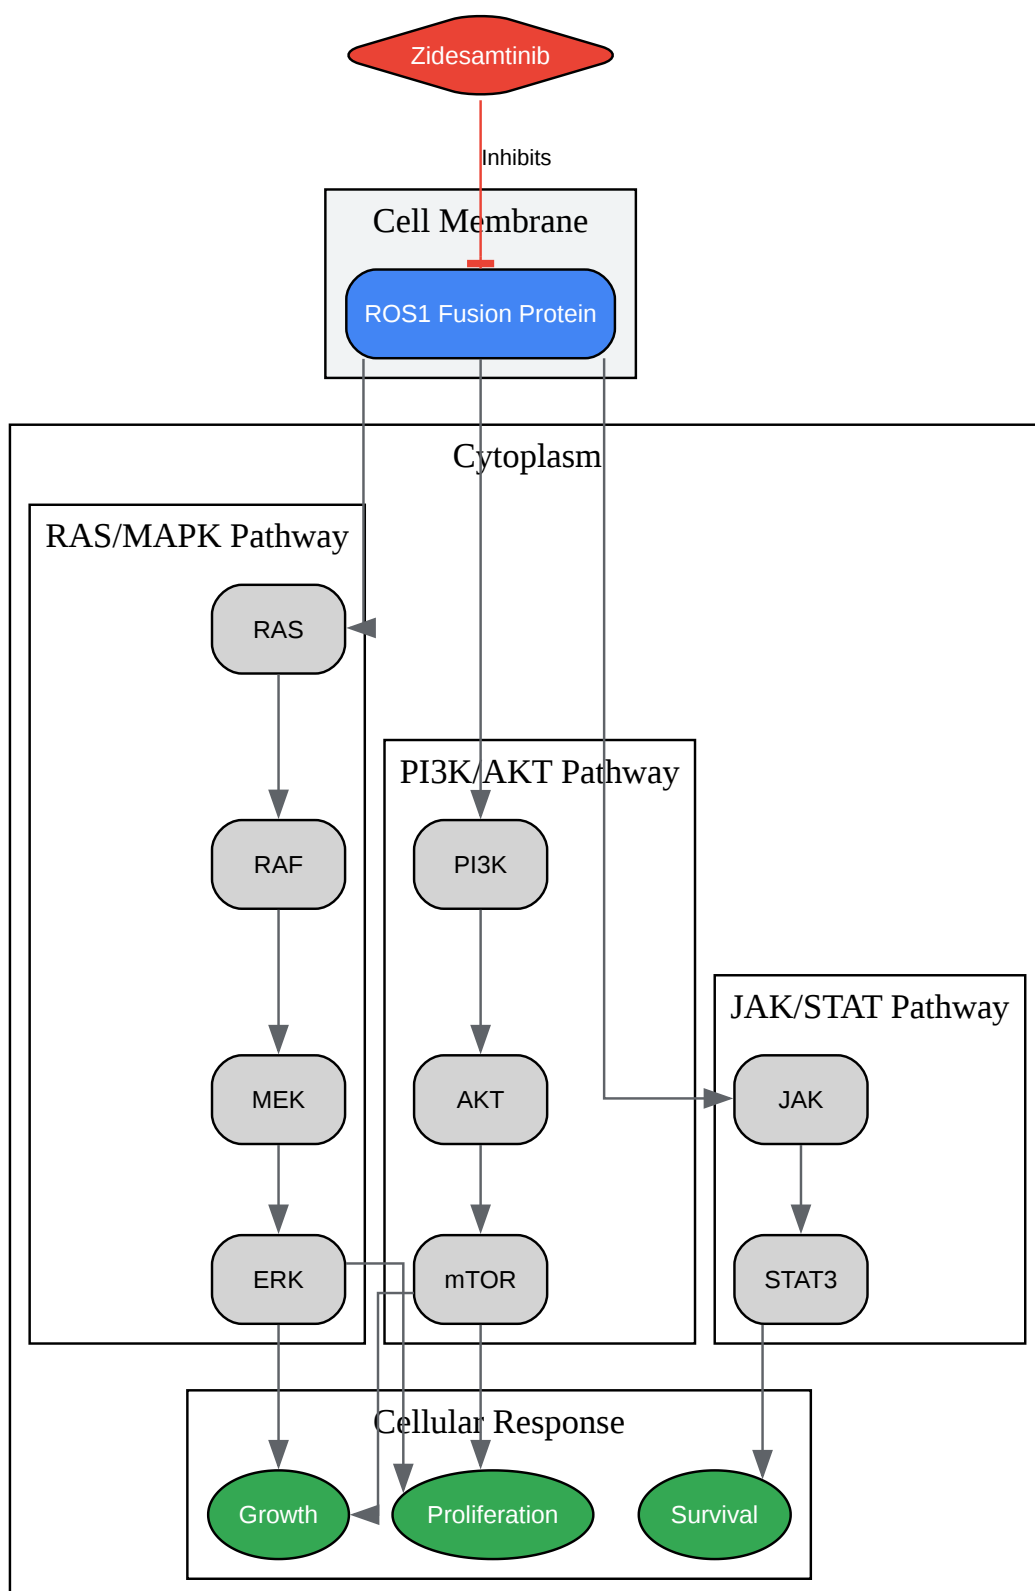 Zidesamtinib
Inhibits
Cell Membrane
ROS1 Fusion Protein
Cytoplasm
RAS/MAPK Pathway
RAS
PI3K/AKT Pathway
RAF
PI3K
JAK/STAT Pathway
MEK
AKT
JAK
ERK
mTOR
STAT3
Cellular Response
Growth
Proliferation
Survival